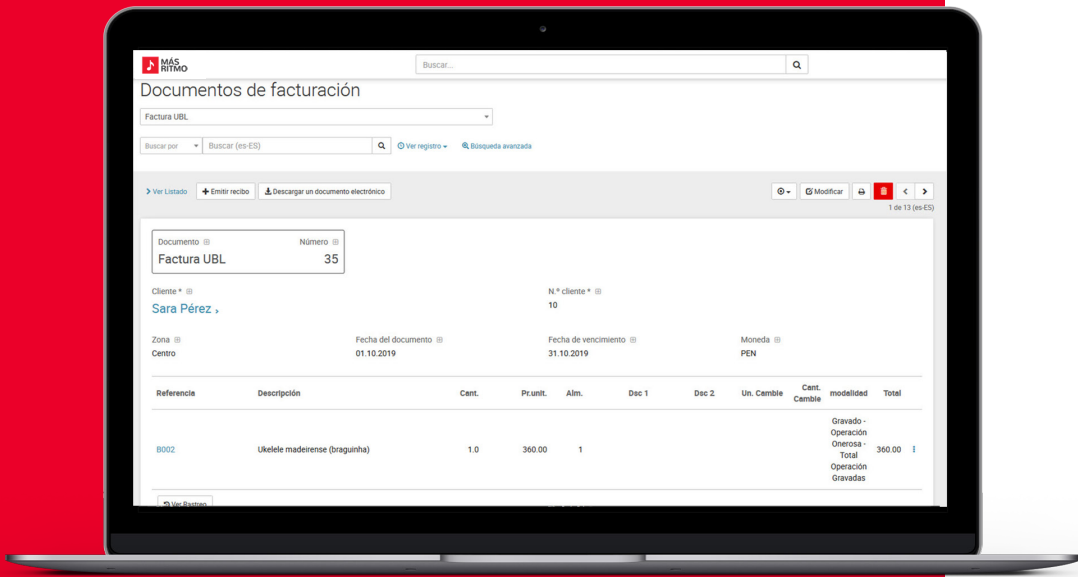 MÁS
RITMO
Buscar...
Documentos de facturación
Factura UBL
Buscar por Buscar (es-ES) Ver registro Búsqueda avanzada
Ver Listado Emitir recibo Descargar un documento electrónico Modificar
1 de 13 (es-ES)
Documento Número
Factura UBL 35
Cliente * N.º cliente *
Sara Pérez 10
Zona Fecha del documento Fecha de vencimiento Moneda
Centro 01.10.2019 31.10.2019 PEN
Referencia Descripción Cant. Pr.unit. Alm. Dsc 1 Dsc 2 Un. Cambie Cant. Cambie modalidad Total
B002 Ukelele madeirense (braguinha) 1.0 360.00 1 Gravado - 360.00
Operación
Onerosa -
Total
Operación
Gravadas
Ver Rastreo